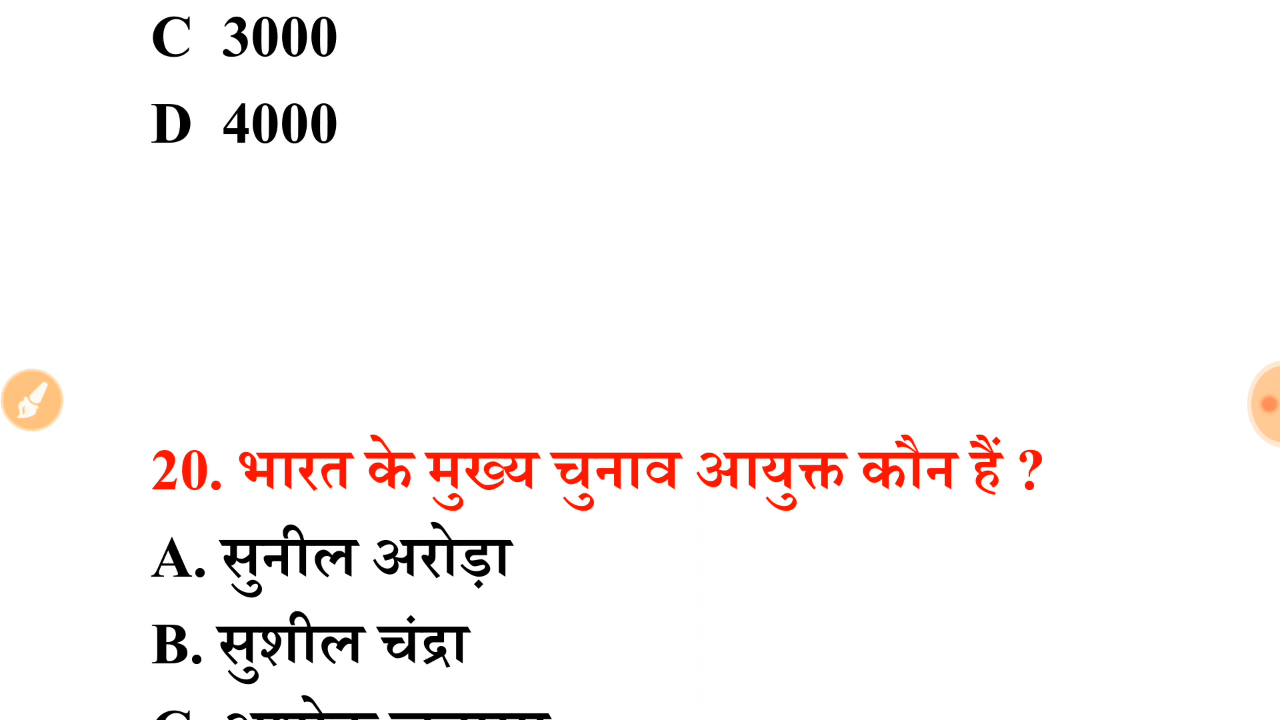 C 3000
D 4000
20. भारत के मुख्य चुनाव आयुक्त कौन हैं ?
A. सुनील अरोड़ा
B. सुशील चंद्रा